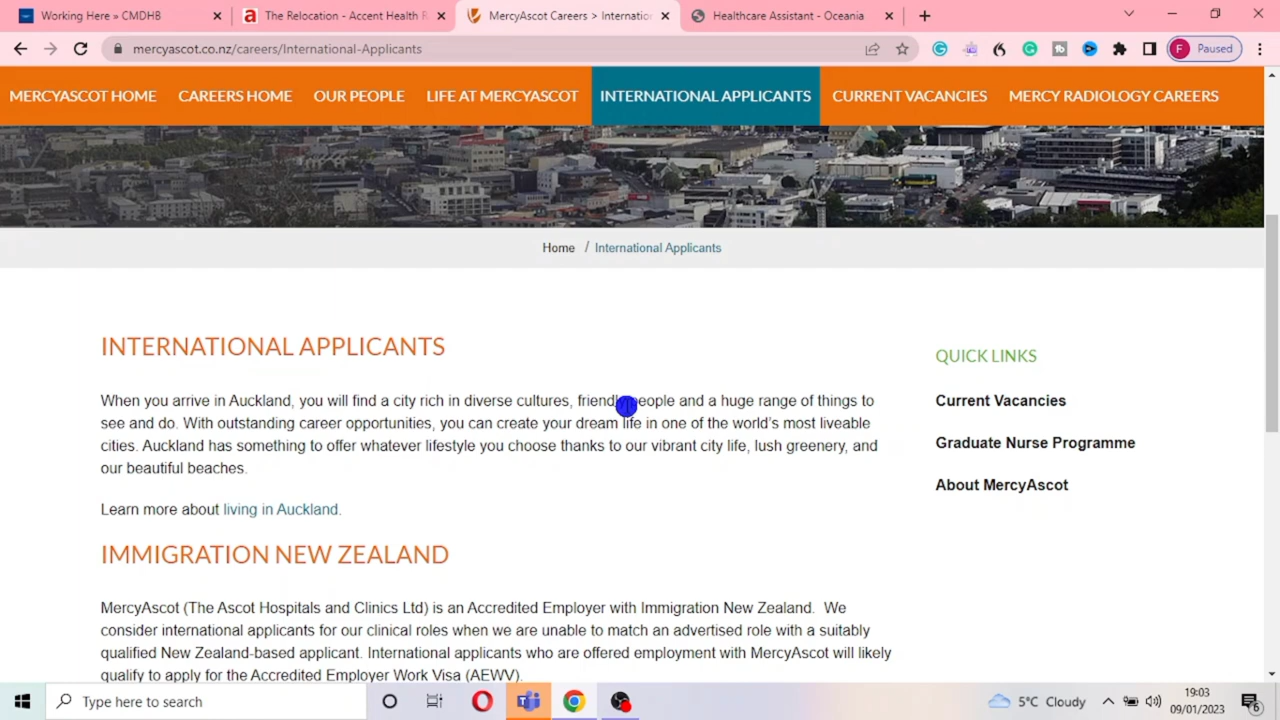 Working Here » CMDHB
The Relocation - Accent Health R
MercyAscot Careers > Internation
Healthcare Assistant - Oceania
mercyascot.co.nz/careers/International-Applicants
F Paused
MERCYASCOT HOME
CAREERS HOME
OUR PEOPLE
LIFE AT MERCYASCOT
INTERNATIONAL APPLICANTS
CURRENT VACANCIES
MERCY RADIOLOGY CAREERS
Home / International Applicants
INTERNATIONAL APPLICANTS
When you arrive in Auckland, you will find a city rich in diverse cultures, friendly people and a huge range of things to
see and do. With outstanding career opportunities, you can create your dream life in one of the world's most liveable
cities. Auckland has something to offer whatever lifestyle you choose thanks to our vibrant city life, lush greenery, and
our beautiful beaches.
Learn more about living in Auckland.
IMMIGRATION NEW ZEALAND
MercyAscot (The Ascot Hospitals and Clinics Ltd) is an Accredited Employer with Immigration New Zealand. We
consider international applicants for our clinical roles when we are unable to match an advertised role with a suitably
qualified New Zealand-based applicant. International applicants who are offered employment with MercyAscot will likely
qualify to apply for the Accredited Employer Work Visa (AEWV).
QUICK LINKS
Current Vacancies
Graduate Nurse Programme
About MercyAscot
Type here to search
5°C Cloudy
19:03
09/01/2023
6